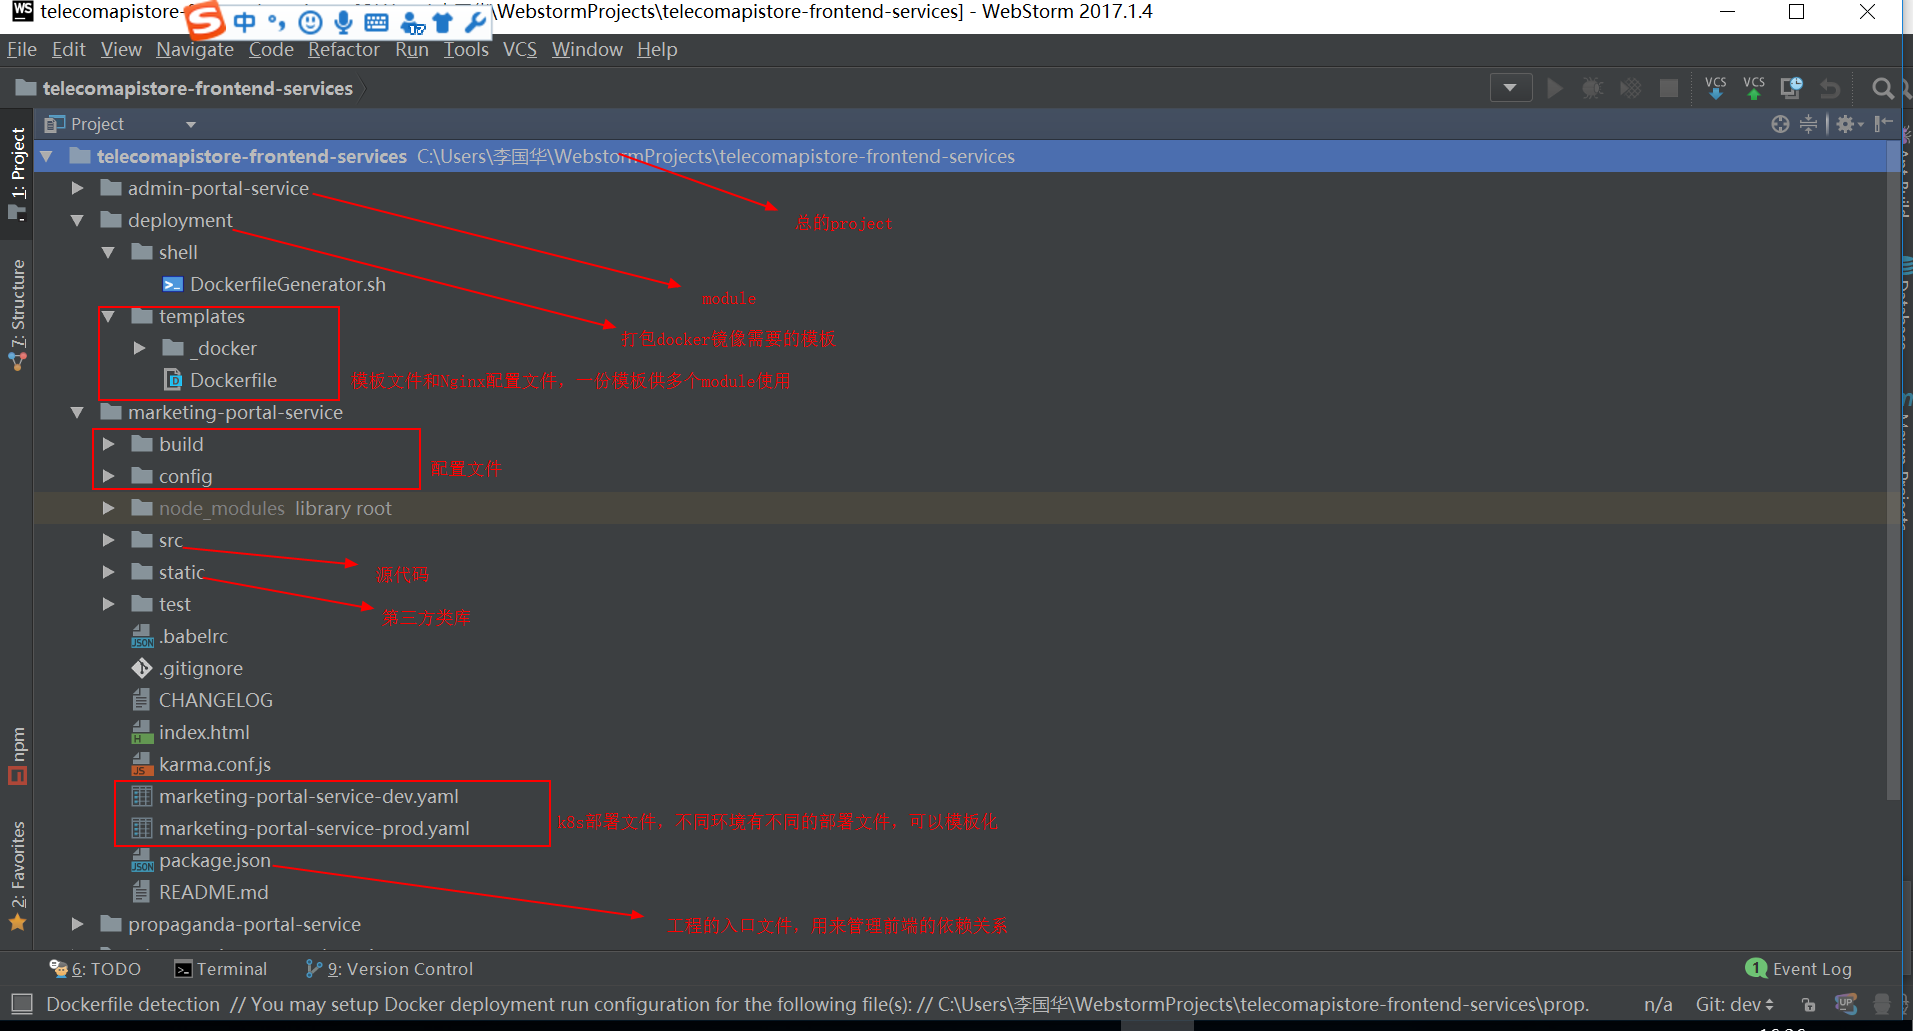 telecomapistore-f
\WebstormProjects\telecomapistore-frontend-services] - WebStorm 2017.1.4
中
File Edit View Navigate Code Refactor Run Tools VCS Window Help
telecomapistore-frontend-services
VCS VCS
Project
1: Project
telecomapistore-frontend-services C:\Users\李国华\WebstormProjects\telecomapistore-frontend-services
admin-portal-service
总的project
deployment
shell
DockerfileGenerator.sh
module
templates
打包docker镜像需要的模板
_docker
Dockerfile
模板文件和Nginx配置文件，一份模板供多个module使用
marketing-portal-service
build
配置文件
config
node_modules library root
src
源代码
static
第三方类库
test
.babelrc
.gitignore
CHANGELOG
index.html
karma.conf.js
marketing-portal-service-dev.yaml
k8s部署文件，不同环境有不同的部署文件，可以模板化
marketing-portal-service-prod.yaml
package.json
README.md
工程的入口文件，用来管理前端的依赖关系
propaganda-portal-service
7: Structure
npm
2: Favorites
6: TODO Terminal 9: Version Control
1 Event Log
Dockerfile detection // You may setup Docker deployment run configuration for the following file(s): // C:\Users\李国华\WebstormProjects\telecomapistore-frontend-services\prop. n/a Git: dev